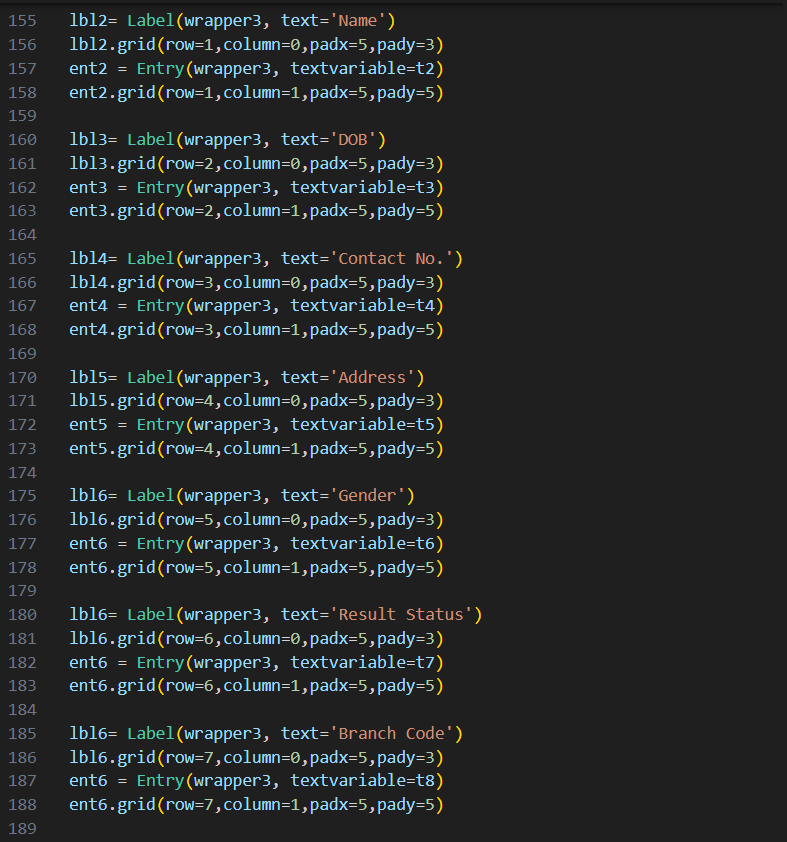 155 lbl2= Label(wrapper3, text='Name')
156 lbl2.grid(row=1,column=0,padx=5,pady=3)
157 ent2 = Entry(wrapper3, textvariable=t2)
158 ent2.grid(row=1,column=1,padx=5,pady=5)
159
160 lbl3= Label(wrapper3, text='DOB')
161 lbl3.grid(row=2,column=0,padx=5,pady=3)
162 ent3 = Entry(wrapper3, textvariable=t3)
163 ent3.grid(row=2,column=1,padx=5,pady=5)
164
165 lbl4= Label(wrapper3, text='Contact No.')
166 lbl4.grid(row=3,column=0,padx=5,pady=3)
167 ent4 = Entry(wrapper3, textvariable=t4)
168 ent4.grid(row=3,column=1,padx=5,pady=5)
169
170 lbl5= Label(wrapper3, text='Address')
171 lbl5.grid(row=4,column=0,padx=5,pady=3)
172 ent5 = Entry(wrapper3, textvariable=t5)
173 ent5.grid(row=4,column=1,padx=5,pady=5)
174
175 lbl6= Label(wrapper3, text='Gender')
176 lbl6.grid(row=5,column=0,padx=5,pady=3)
177 ent6 = Entry(wrapper3, textvariable=t6)
178 ent6.grid(row=5,column=1,padx=5,pady=5)
179
180 lbl6= Label(wrapper3, text='Result Status')
181 lbl6.grid(row=6,column=0,padx=5,pady=3)
182 ent6 = Entry(wrapper3, textvariable=t7)
183 ent6.grid(row=6,column=1,padx=5,pady=5)
184
185 lbl6= Label(wrapper3, text='Branch Code')
186 lbl6.grid(row=7,column=0,padx=5,pady=3)
187 ent6 = Entry(wrapper3, textvariable=t8)
188 ent6.grid(row=7,column=1,padx=5,pady=5)
189